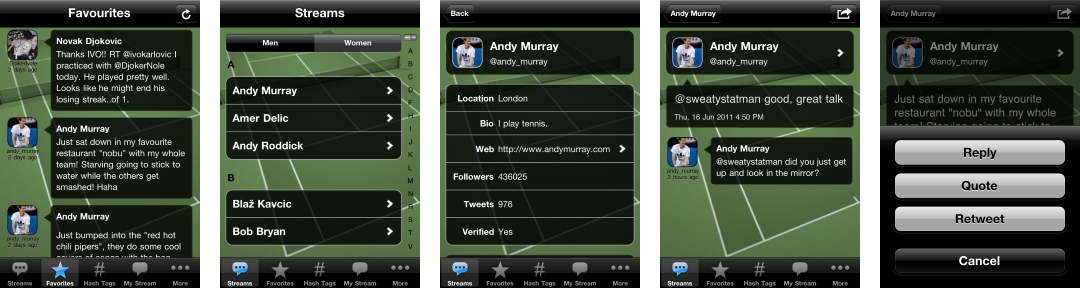 Favourites
Novak Djokovic
Thanks IVO!! RT @ivokarlovic I
practiced with @DjokerNole
today. Looks like he played pretty well.
Looks like he might end his
losing streak..of 1.
@DjokerNole
2 days ago
Andy Murray
Just sat down in my favourite
restaurant "nobu" with my whole
team! Starving going to stick to
water while the others get
smashed! Haha
andy_murray
2 days ago
Andy Murray
Just bumped into the "red hot
chili pipers", they do some cool
andy_murray
2 days ago
Streams
Favorites
Hash Tags
My Stream
More
Streams
Men
Women
A
Andy Murray
Amer Delic
Andy Roddick
B
Blaž Kavcic
Bob Bryan
A
B
C
D
F
G
H
I
J
K
L
M
N
R
S
T
V
Streams
Favorites
Hash Tags
My Stream
More
Back
Andy Murray
@andy_murray
Location London
Bio I play tennis.
Web http://www.andymurray.com
Followers 436025
Tweets 976
Verified Yes
Streams
Favorites
Hash Tags
My Stream
More
Andy Murray
Andy Murray
@andy_murray
@sweatystatman good, great talk
Thu, 16 Jun 2011 4:50 PM
Andy Murray
@sweatystatman did you just get
up and look in the mirror?
andy_murray
3 hours ago
Streams
Favorites
Hash Tags
My Stream
More
Andy Murray
Andy Murray
@andy_murray
Just sat down in my favourite
restaurant "nobu" with my whole
team! Starving going to stick to
Reply
Quote
Retweet
Cancel